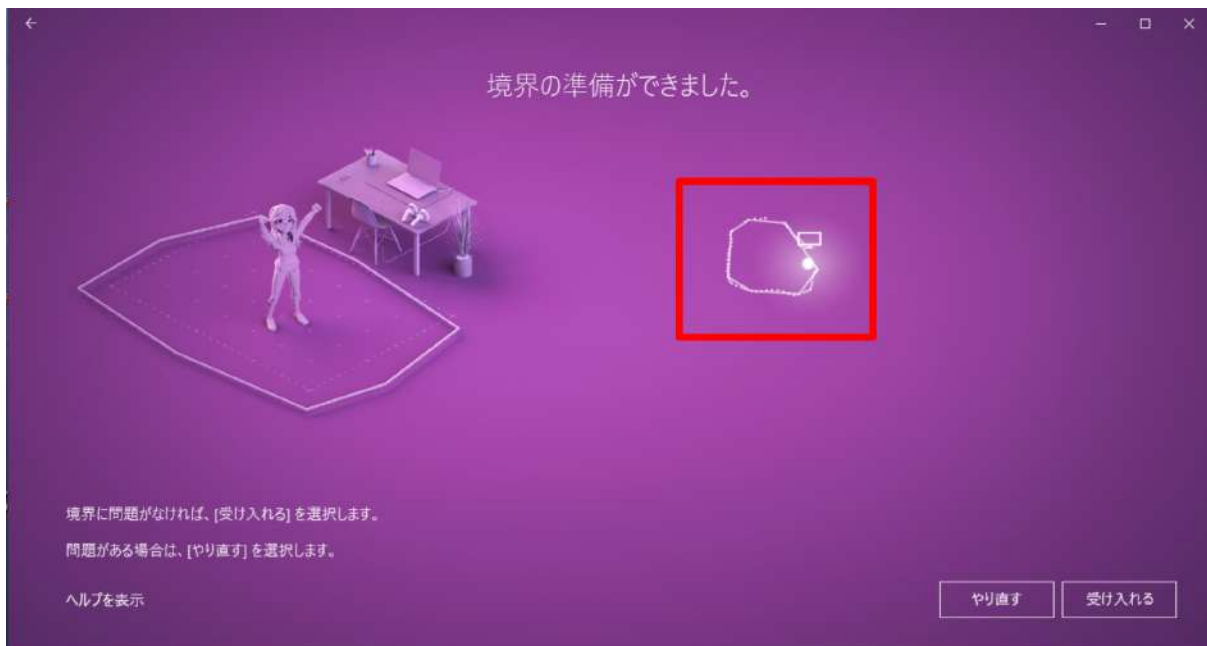 境界の準備ができました。
境界に問題がなければ、[受け入れる] を選択します。
問題がある場合は、[やり直す] を選択します。
ヘルプを表示
やり直す
受け入れる